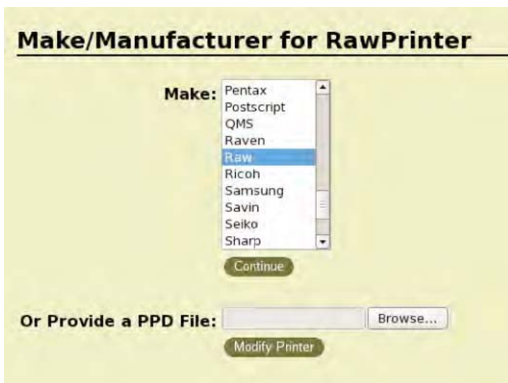 Make/Manufacturer for RawPrinter
Make:
Pentax
Postscript
QMS
Raven
Raw
Ricoh
Samsung
Savin
Seiko
Sharp
Continue
Or Provide a PPD File:
Browse...
Modify Printer